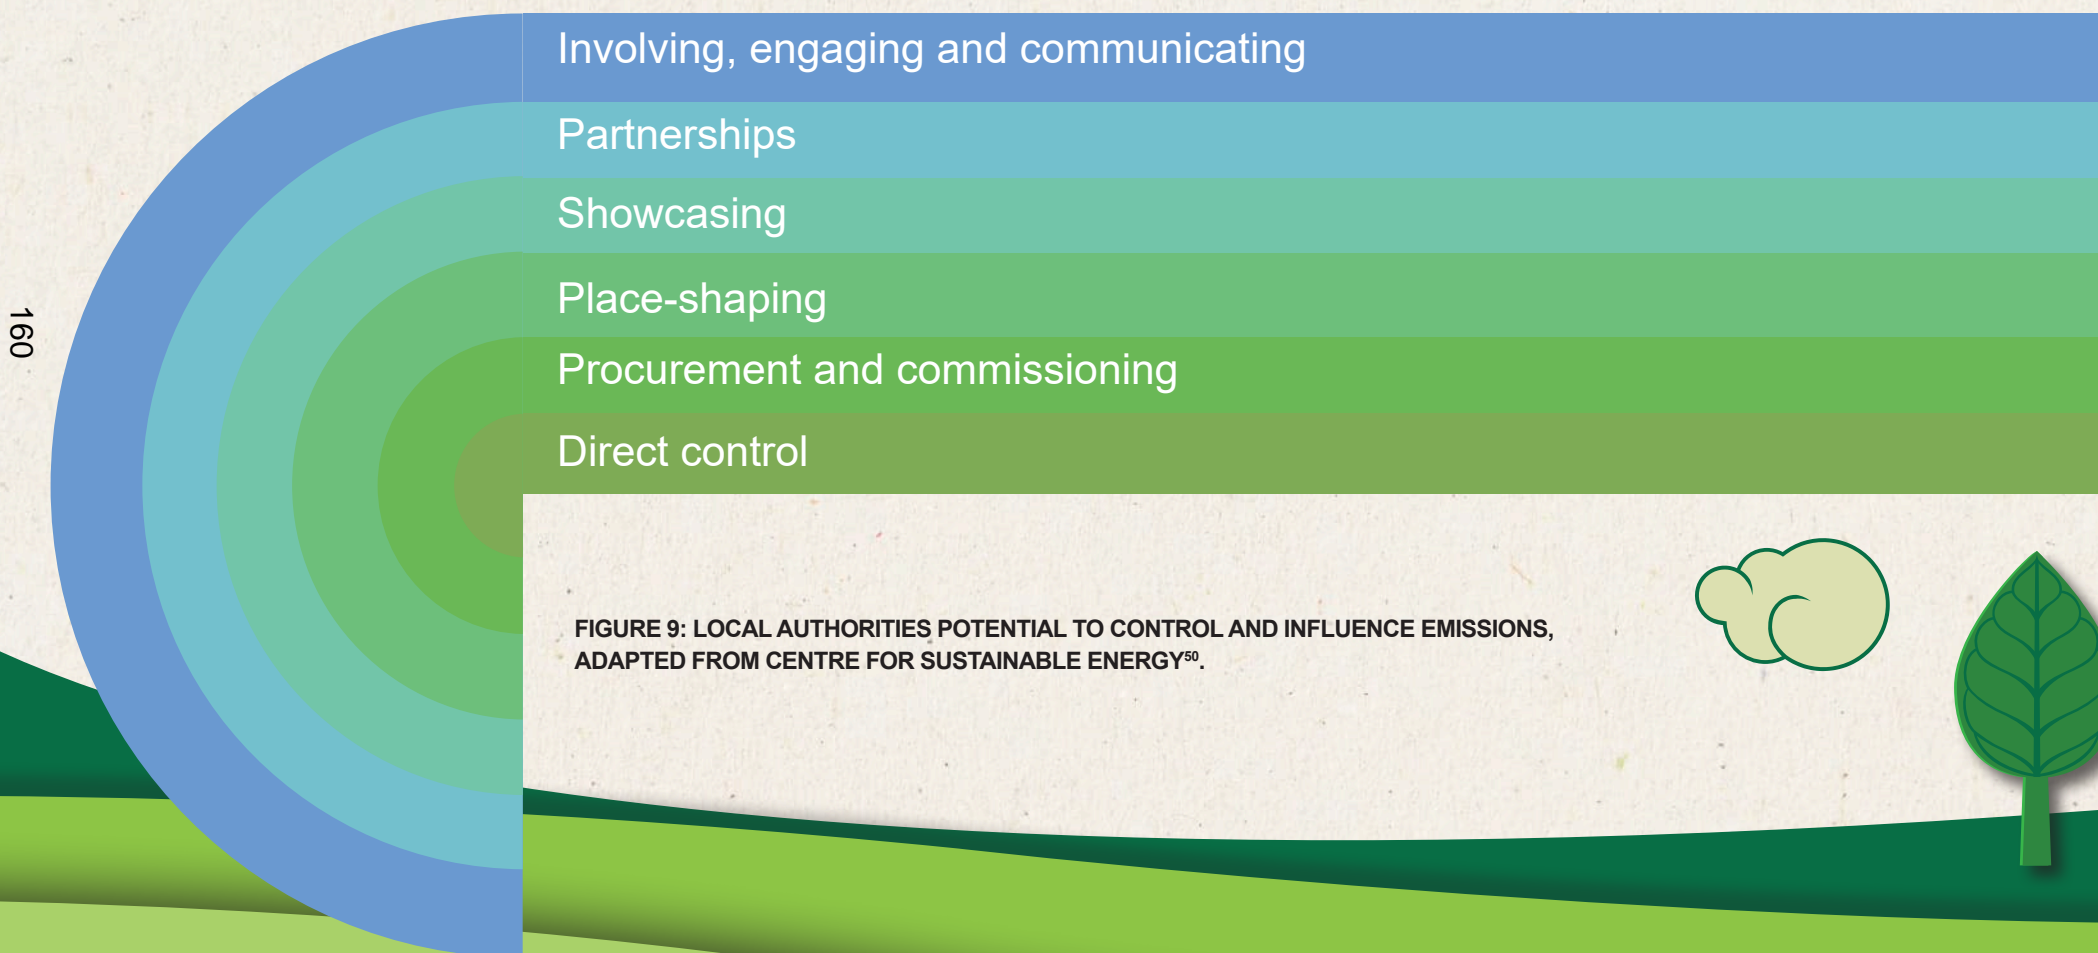 Involving, engaging and communicating
Partnerships
Showcasing
Place-shaping
Procurement and commissioning
Direct control
160
FIGURE 9: LOCAL AUTHORITIES POTENTIAL TO CONTROL AND INFLUENCE EMISSIONS,
ADAPTED FROM CENTRE FOR SUSTAINABLE ENERGY⁵⁰.